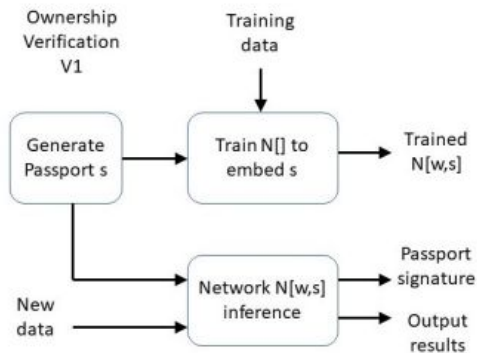 Ownership
Verification
V1
Training
data
Generate
Passport s
Train N[] to
embed s
Trained
N[w,s]
Network N[w,s]
inference
Passport
signature
New
data
Output
results